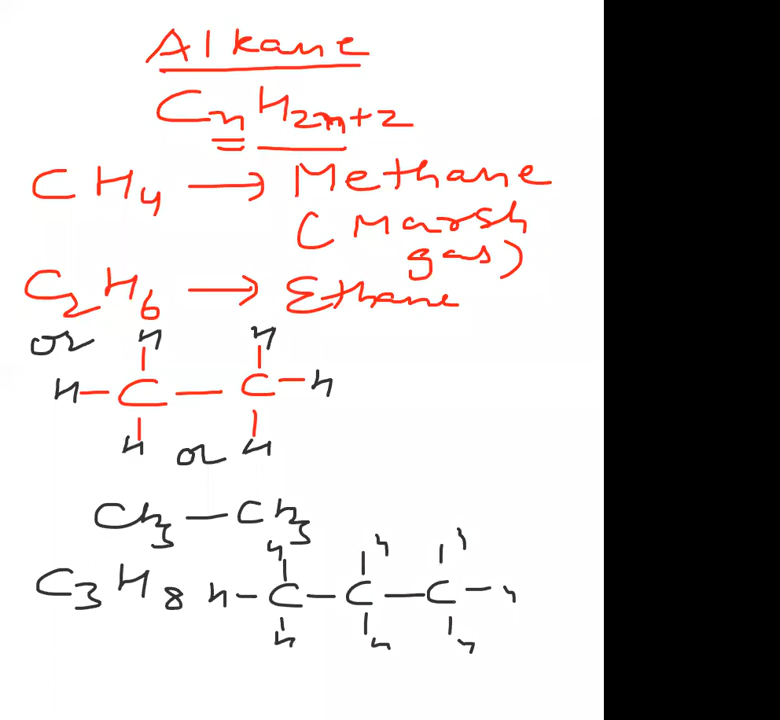 Alkane
CnH2n+2
CH4 → Methane
(Marsh
gas)
C2H6 → Ethane
or H H
H—C—C—H
H or H
CH3—CH3
H H H
C3H8 H—C—C—C—H
H H H